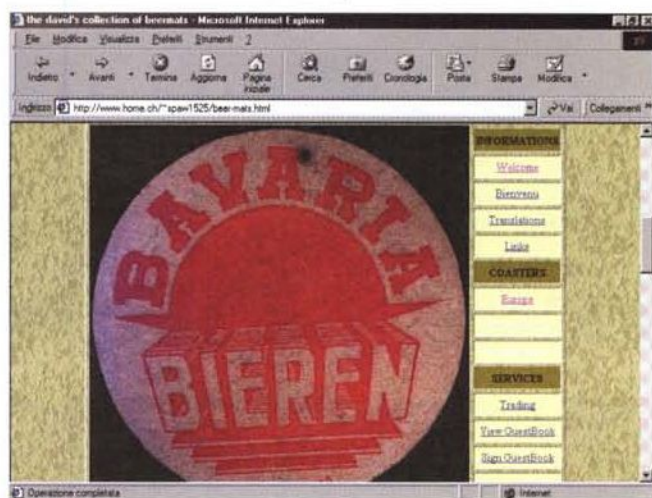 the david's collection of beermats - Microsoft Internet Explorer
File Modifica Visualizza Preferiti Strumenti ?
Indietro Avanti Termina Aggiorna Pagina iniziale Cerca Preferiti Cronologia Posta Stampa Modifica
Indirizzo http://www.home.ch/~spaw1525/beer-mats.html Vai Collegamenti »
BAVARIA
BIEREN
INFORMATIONS
Welcome
Bienvenu
Translations
Links
COASTERS
Europe
SERVICES
Trading
View GuestBook
Sign GuestBook
Operazione completata Internet